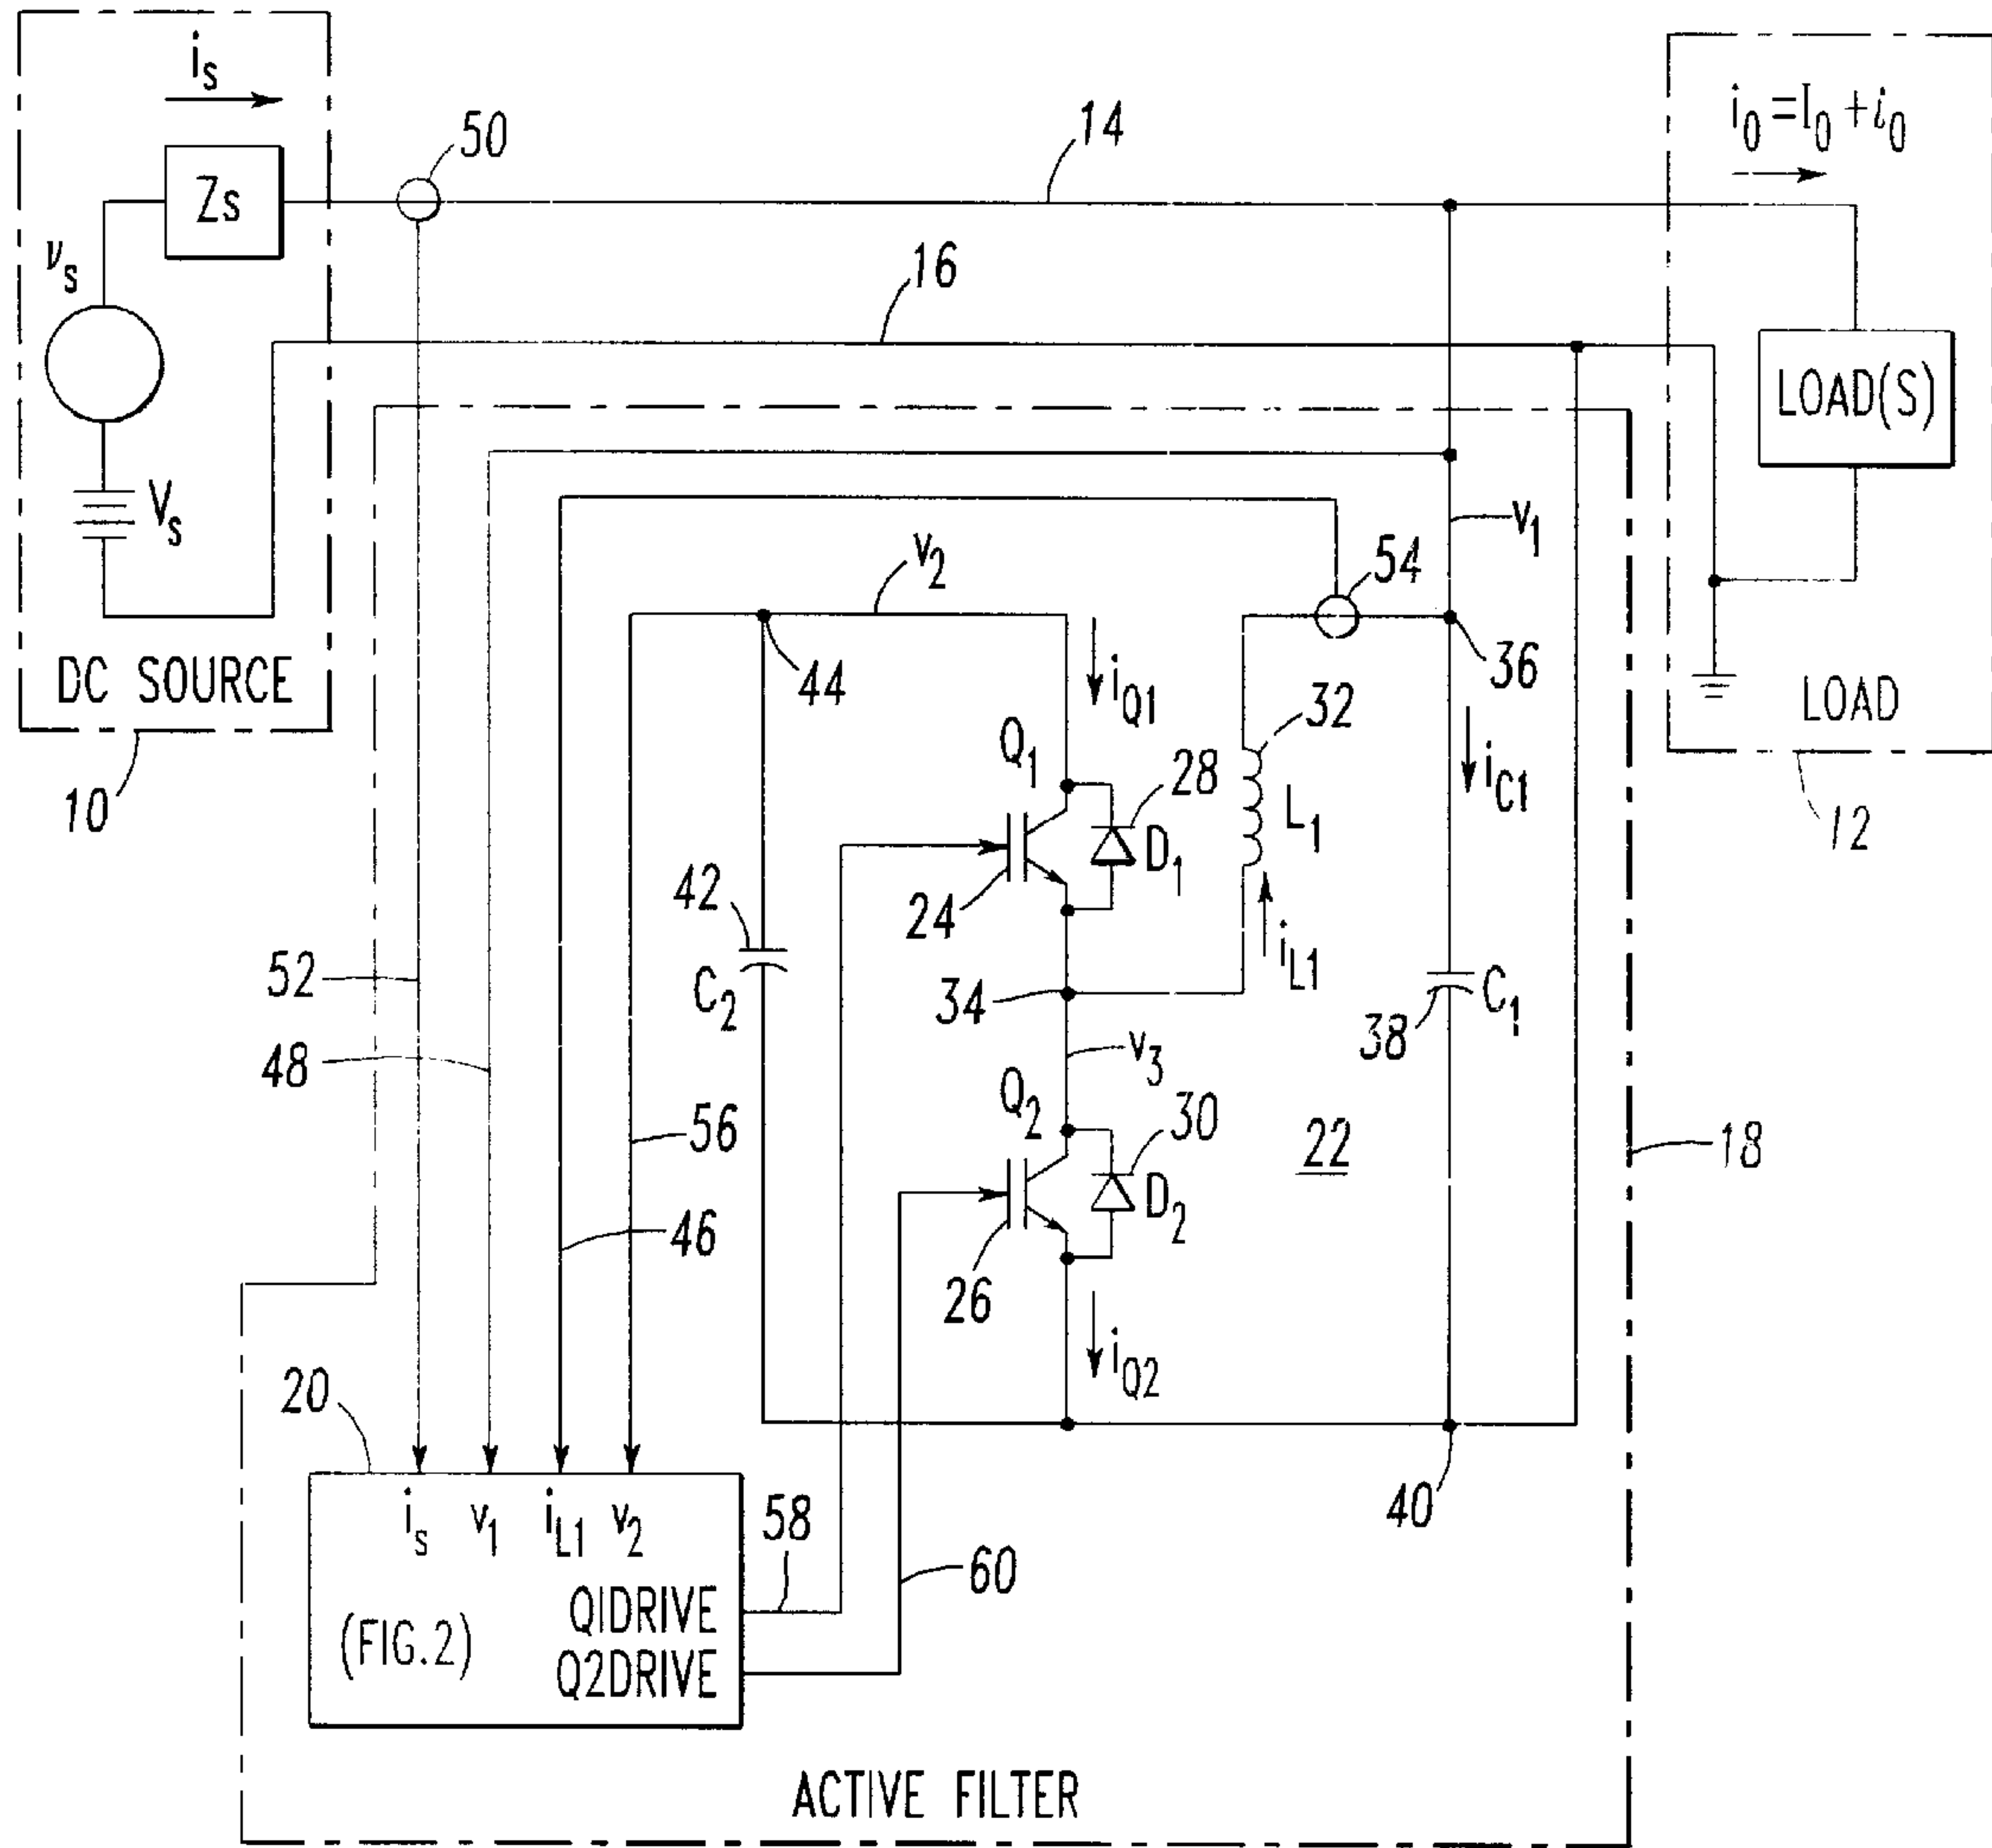 i_s
50
14
i_0 = I_0 + i_0
Z_s
v_s
16
LOAD(S)
V_s
v_1
v_2
54
DC SOURCE
44
i_Q1
36
32
LOAD
10
Q_1
28
i_C1
12
L_1
D_1
42
24
i_L1
52
C_2
34
C_1
38
48
v_3
Q_2
56
30
22
18
D_2
46
26
i_Q2
20
40
i_s v_1 i_L1 v_2
58
60
Q1DRIVE
(FIG.2)
Q2DRIVE
ACTIVE FILTER